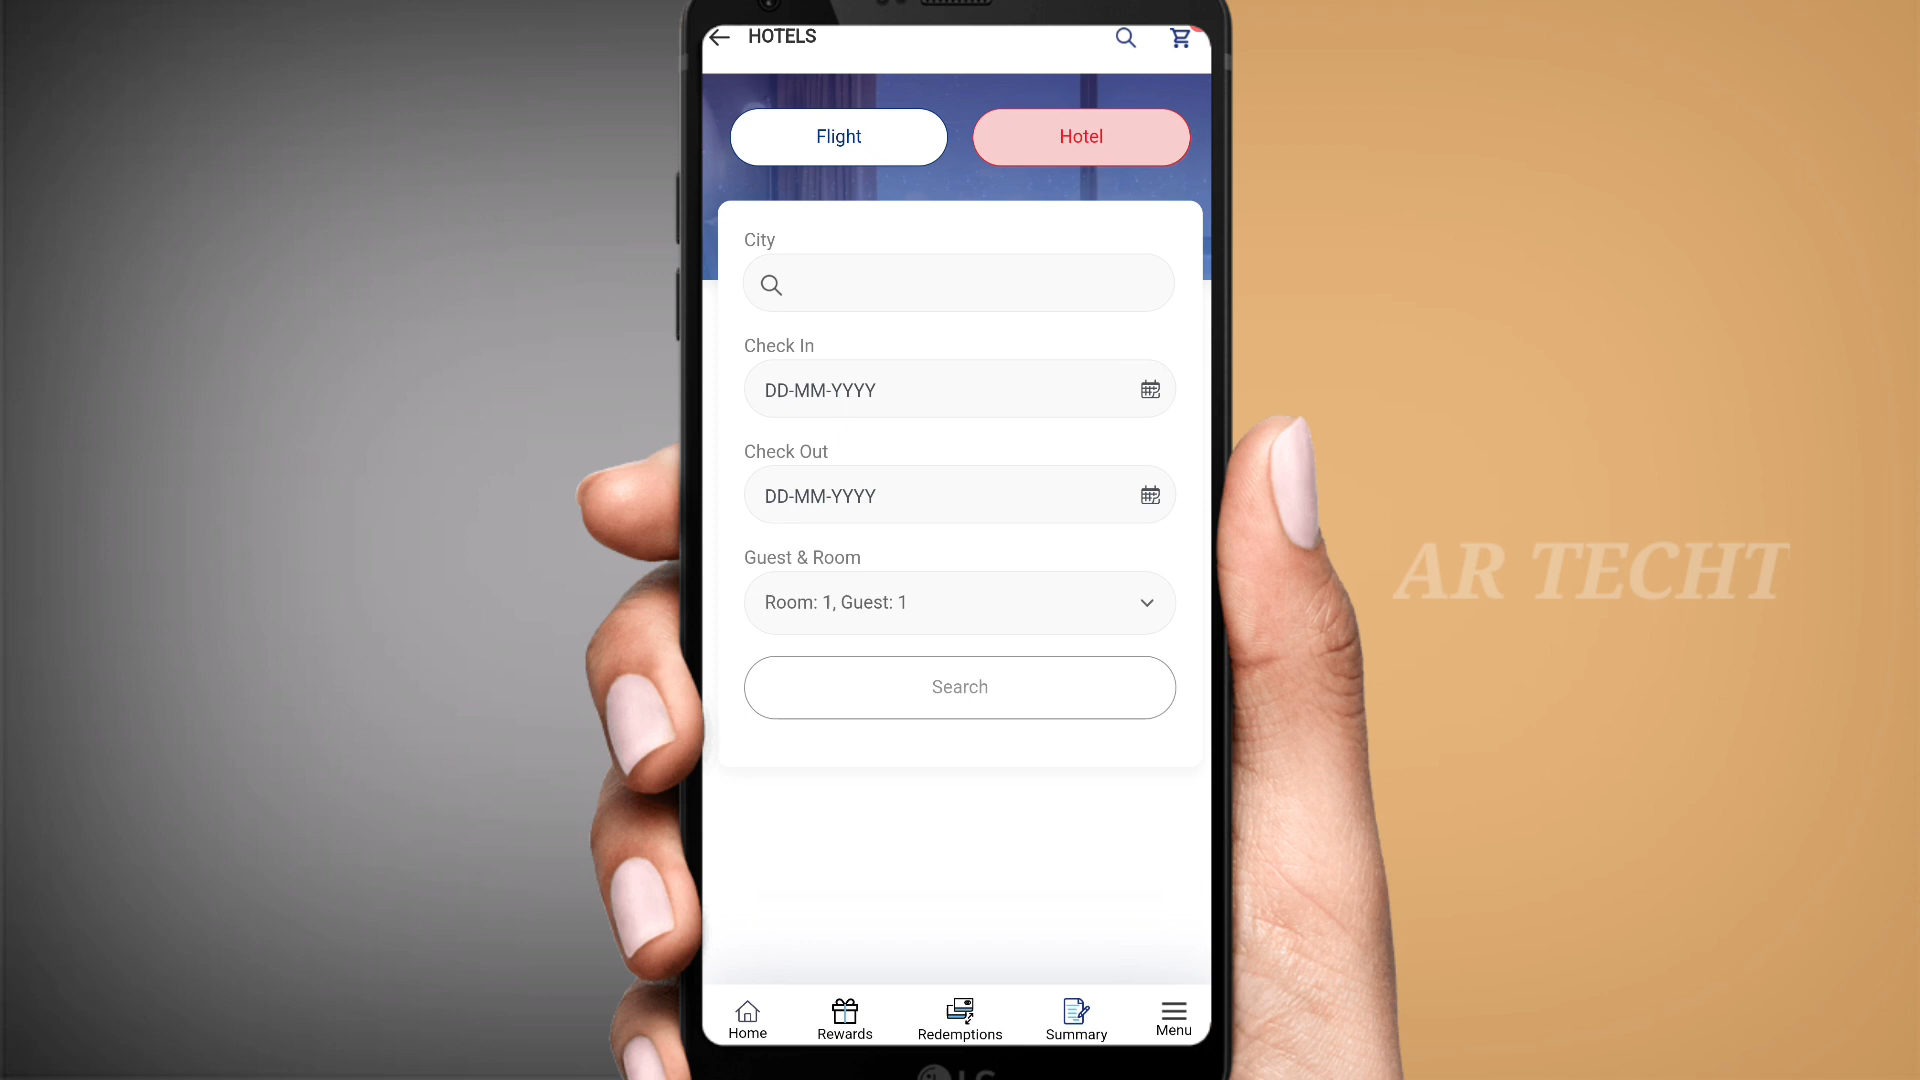 HOTELS
Flight
Hotel
City
Check In
DD-MM-YYYY
Check Out
DD-MM-YYYY
Guest & Room
Room: 1, Guest: 1
Search
Home
Rewards
Redemptions
Summary
Menu
AR TECHT
LG